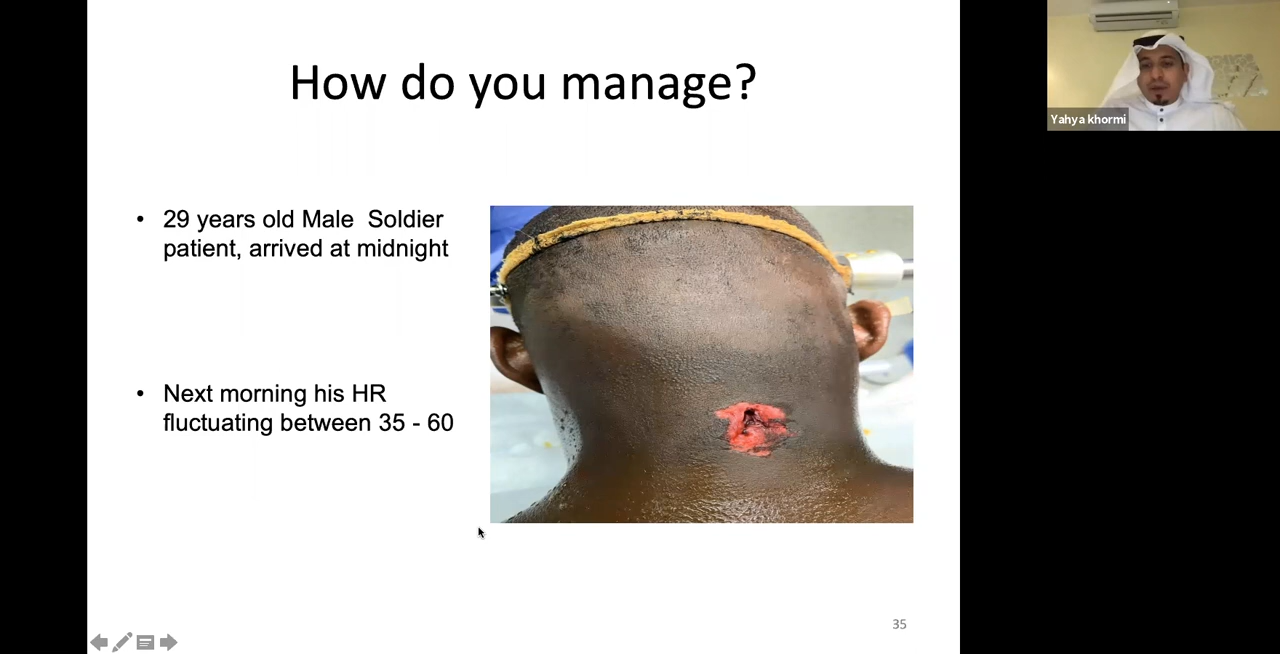 How do you manage?
Yahya khormi
• 29 years old Male  Soldier
patient, arrived at midnight
• Next morning his HR
fluctuating between 35 - 60
35